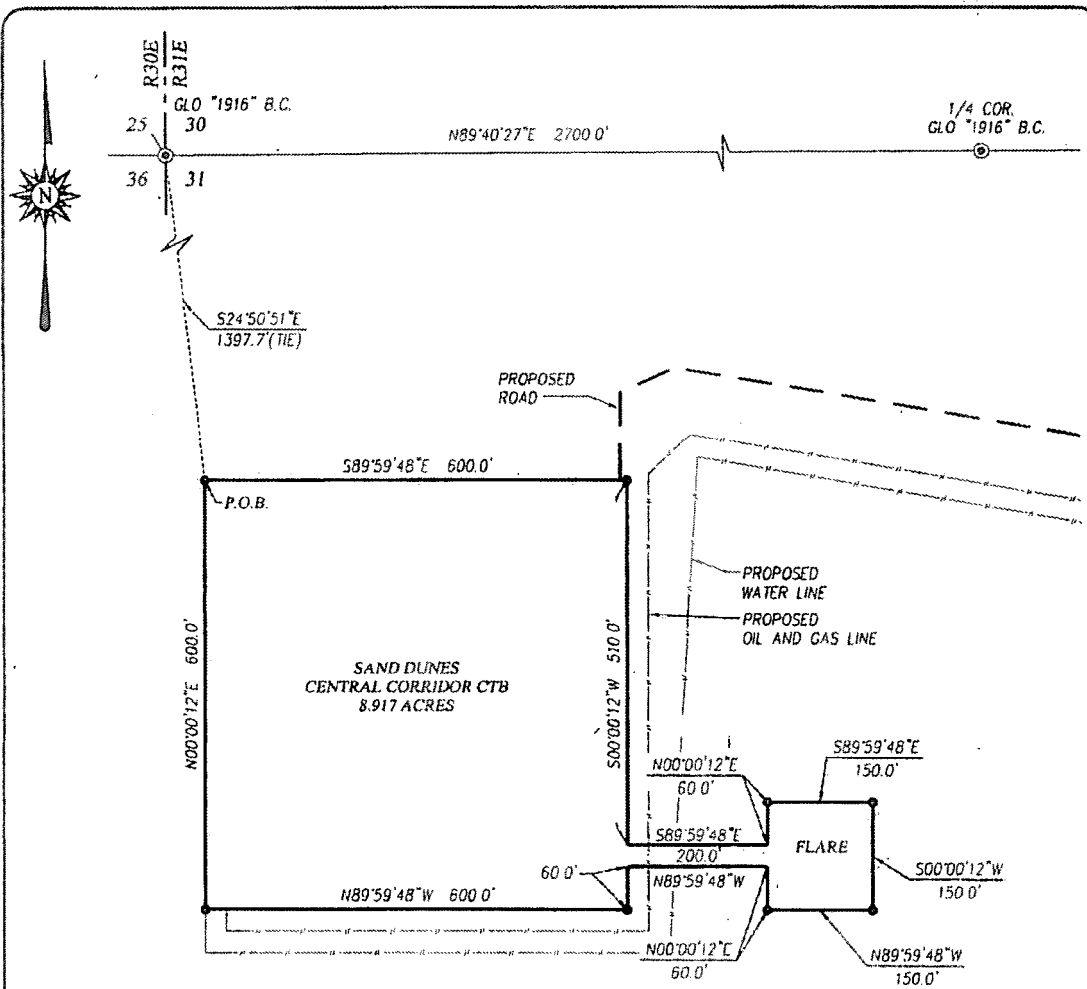 R30E
R31E
GLO "1916" B.C.
25 30
36 31
N89°40'27"E 2700.0'
1/4 COR.
GLO "1916" B.C.
N
S24°50'51"E
1397.7'(TIE)
PROPOSED
ROAD
S89°59'48"E 600.0'
P.O.B.
PROPOSED
WATER LINE
PROPOSED
OIL AND GAS LINE
N00°00'12"E 600.0'
SAND DUNES
CENTRAL CORRIDOR CTB
8.917 ACRES
S00°00'12"W 510.0'
N00°00'12"E
60.0'
S89°59'48"E
150.0'
S89°59'48"E
200.0'
N89°59'48"W
FLARE
S00°00'12"W
150.0'
60.0'
N89°59'48"W 600.0'
N00°00'12"E
60.0'
N89°59'48"W
150.0'